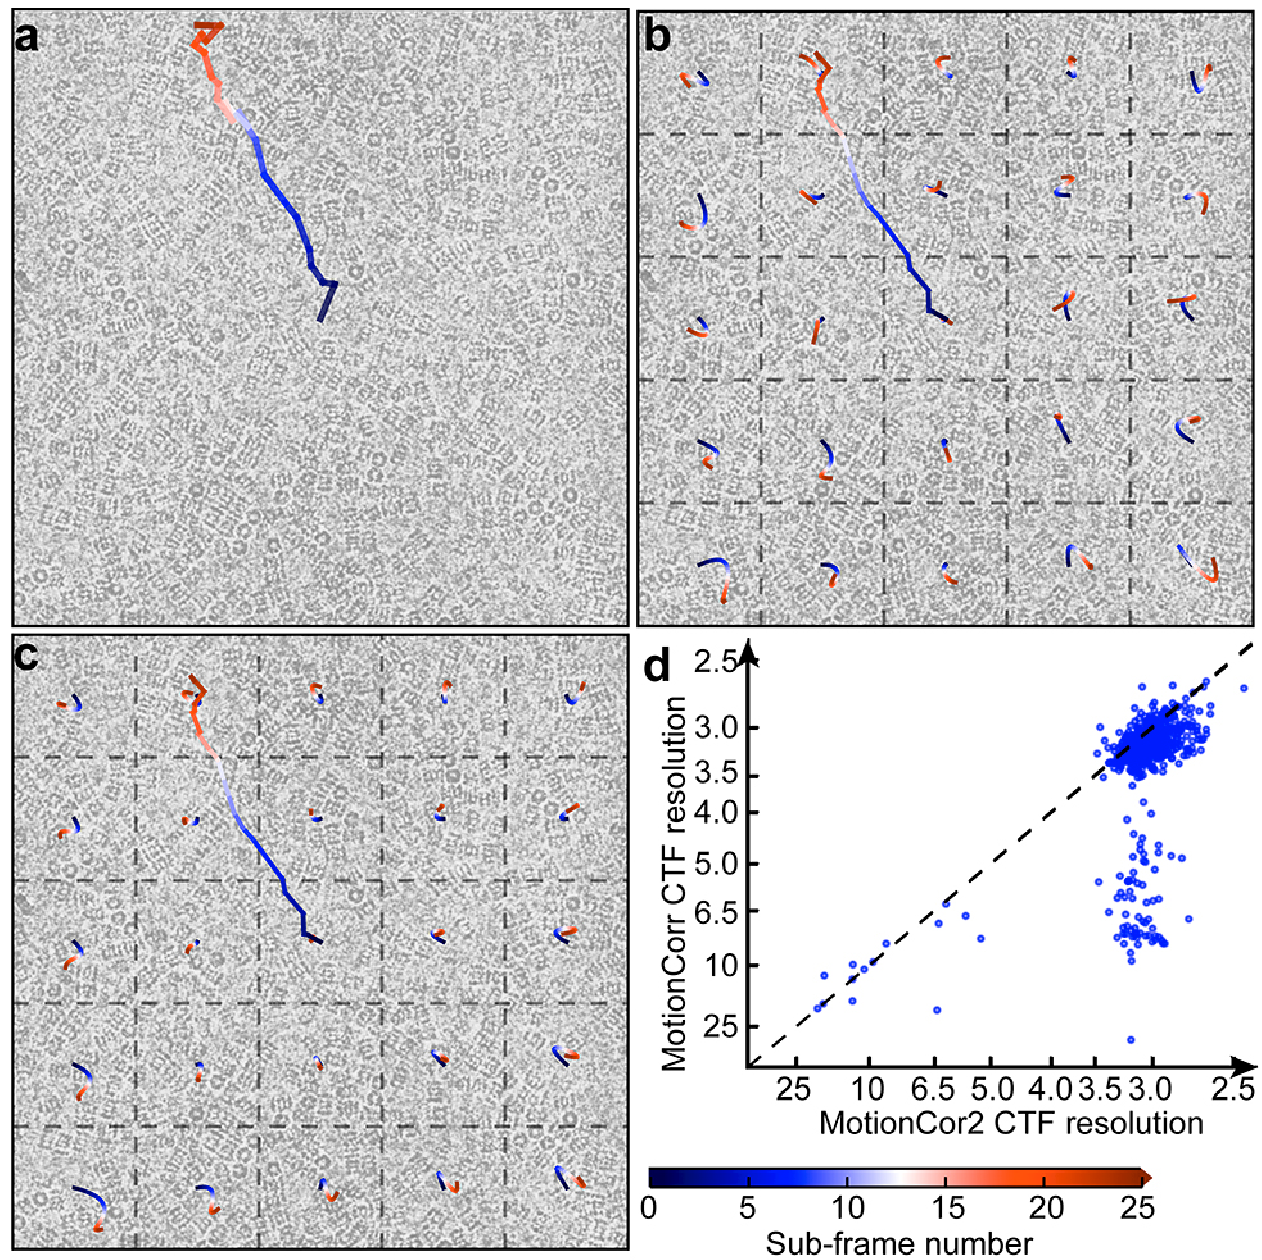 a
b
c
d
MotionCorr CTF resolution
2.5
3.0
3.5
4.0
5.0
6.5
10
25
25 10 6.5 5.0 4.0 3.5 3.0 2.5
MotionCor2 CTF resolution
0 5 10 15 20 25
Sub-frame number